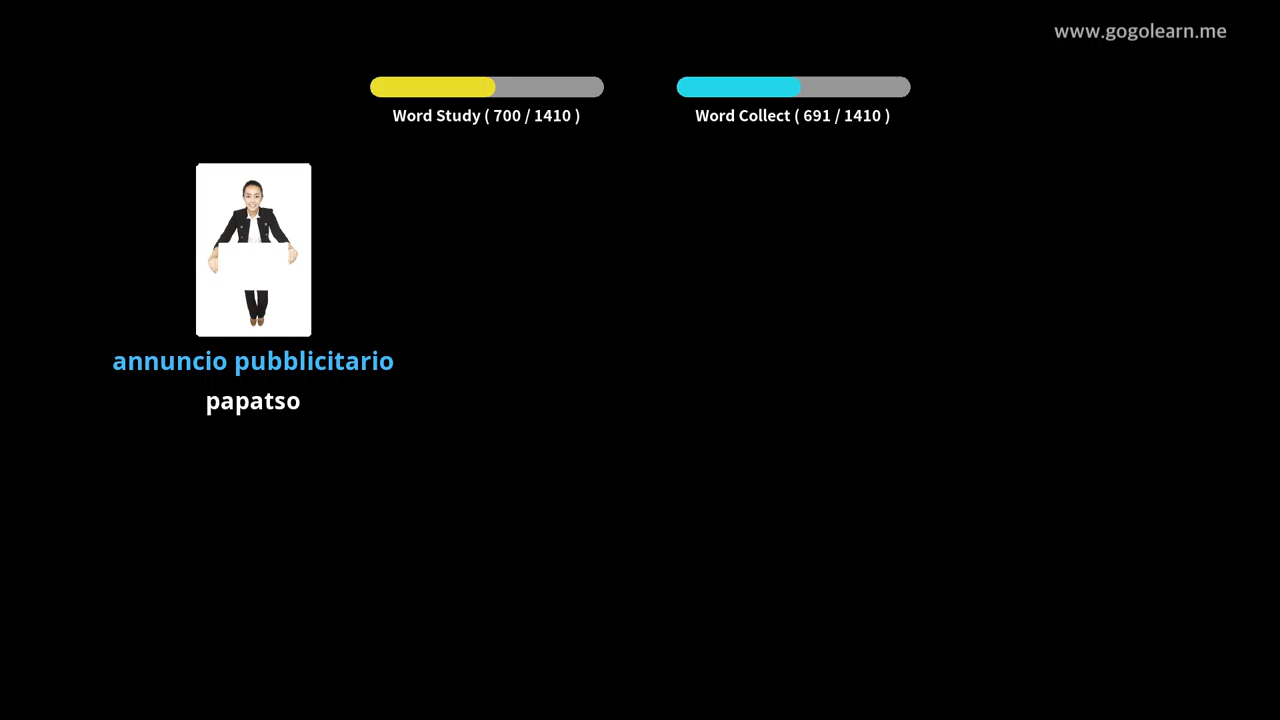 www.gogolearn.me
Word Study ( 700 / 1410 )
Word Collect ( 691 / 1410 )
annuncio pubblicitario
papatso